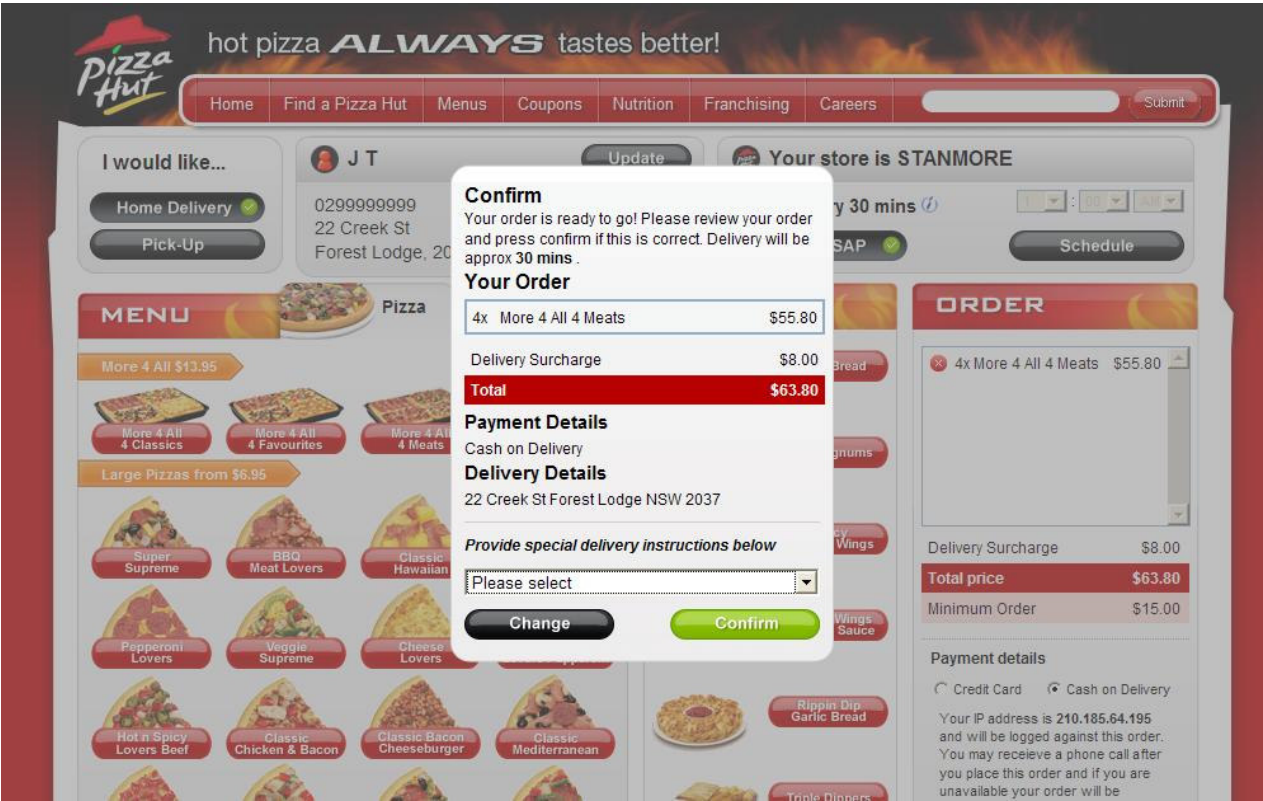 Pizza
Hut
hot pizza ALWAYS tastes better!
Home
Find a Pizza Hut
Menus
Coupons
Nutrition
Franchising
Careers
Submit
I would like...
Home Delivery
Pick-Up
J T
Update
0299999999
22 Creek St
Forest Lodge, 20
Your store is STANMORE
y 30 mins
SAP
Schedule
Confirm
Your order is ready to go! Please review your order
and press confirm if this is correct. Delivery will be
approx 30 mins .
Your Order
4x More 4 All 4 Meats $55.80
Delivery Surcharge $8.00
Total $63.80
Payment Details
Cash on Delivery
Delivery Details
22 Creek St Forest Lodge NSW 2037
Provide special delivery instructions below
Please select
Change
Confirm
MENU
Pizza
More 4 All $13.95
More 4 All
4 Classics
More 4 All
4 Favourites
More 4 All
4 Meats
Large Pizzas from $6.95
Super
Supreme
BBQ
Meat Lovers
Classic
Hawaiian
Pepperoni
Lovers
Veggie
Supreme
Cheese
Lovers
Hot n Spicy
Lovers Beef
Classic
Chicken & Bacon
Classic Bacon
Cheeseburger
Classic
Mediterranean
Bread
gnums
Wings
Wings
Sauce
Rippin Dip
Garlic Bread
Triple Dippers
ORDER
4x More 4 All 4 Meats $55.80
Delivery Surcharge $8.00
Total price $63.80
Minimum Order $15.00
Payment details
Credit Card
Cash on Delivery
Your IP address is 210.185.64.195
and will be logged against this order.
You may receieve a phone call after
you place this order and if you are
unavailable your order will be